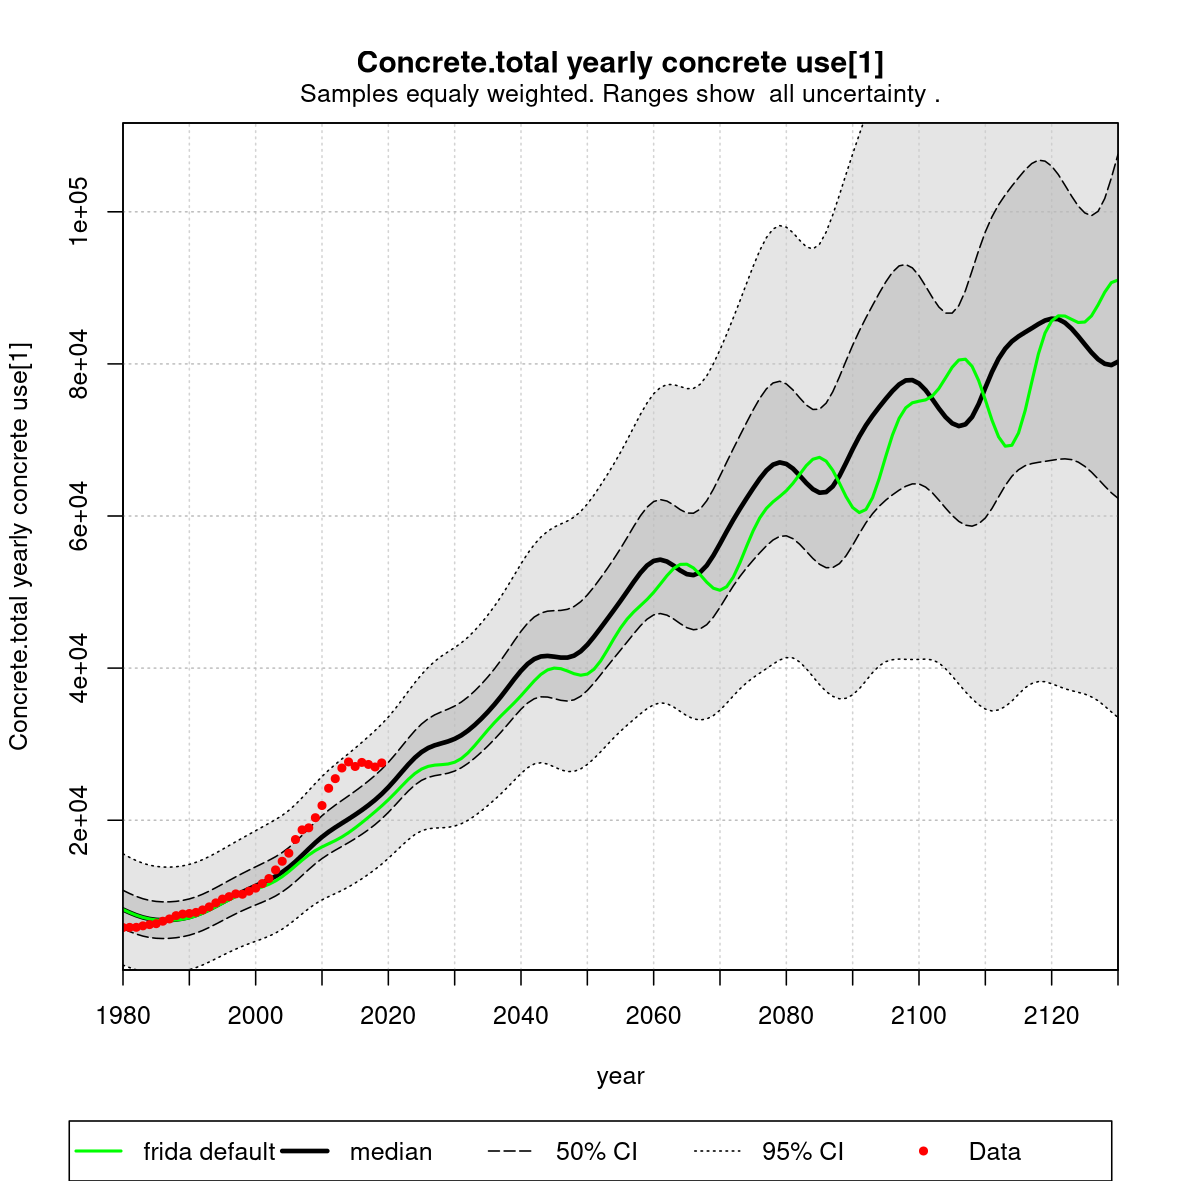 Concrete.total yearly concrete use[1]
Samples equaly weighted. Ranges show  all uncertainty .
Concrete.total yearly concrete use[1]
1e+05
8e+04
6e+04
4e+04
2e+04
1980 2000 2020 2040 2060 2080 2100 2120
year
frida default median 50% CI 95% CI Data